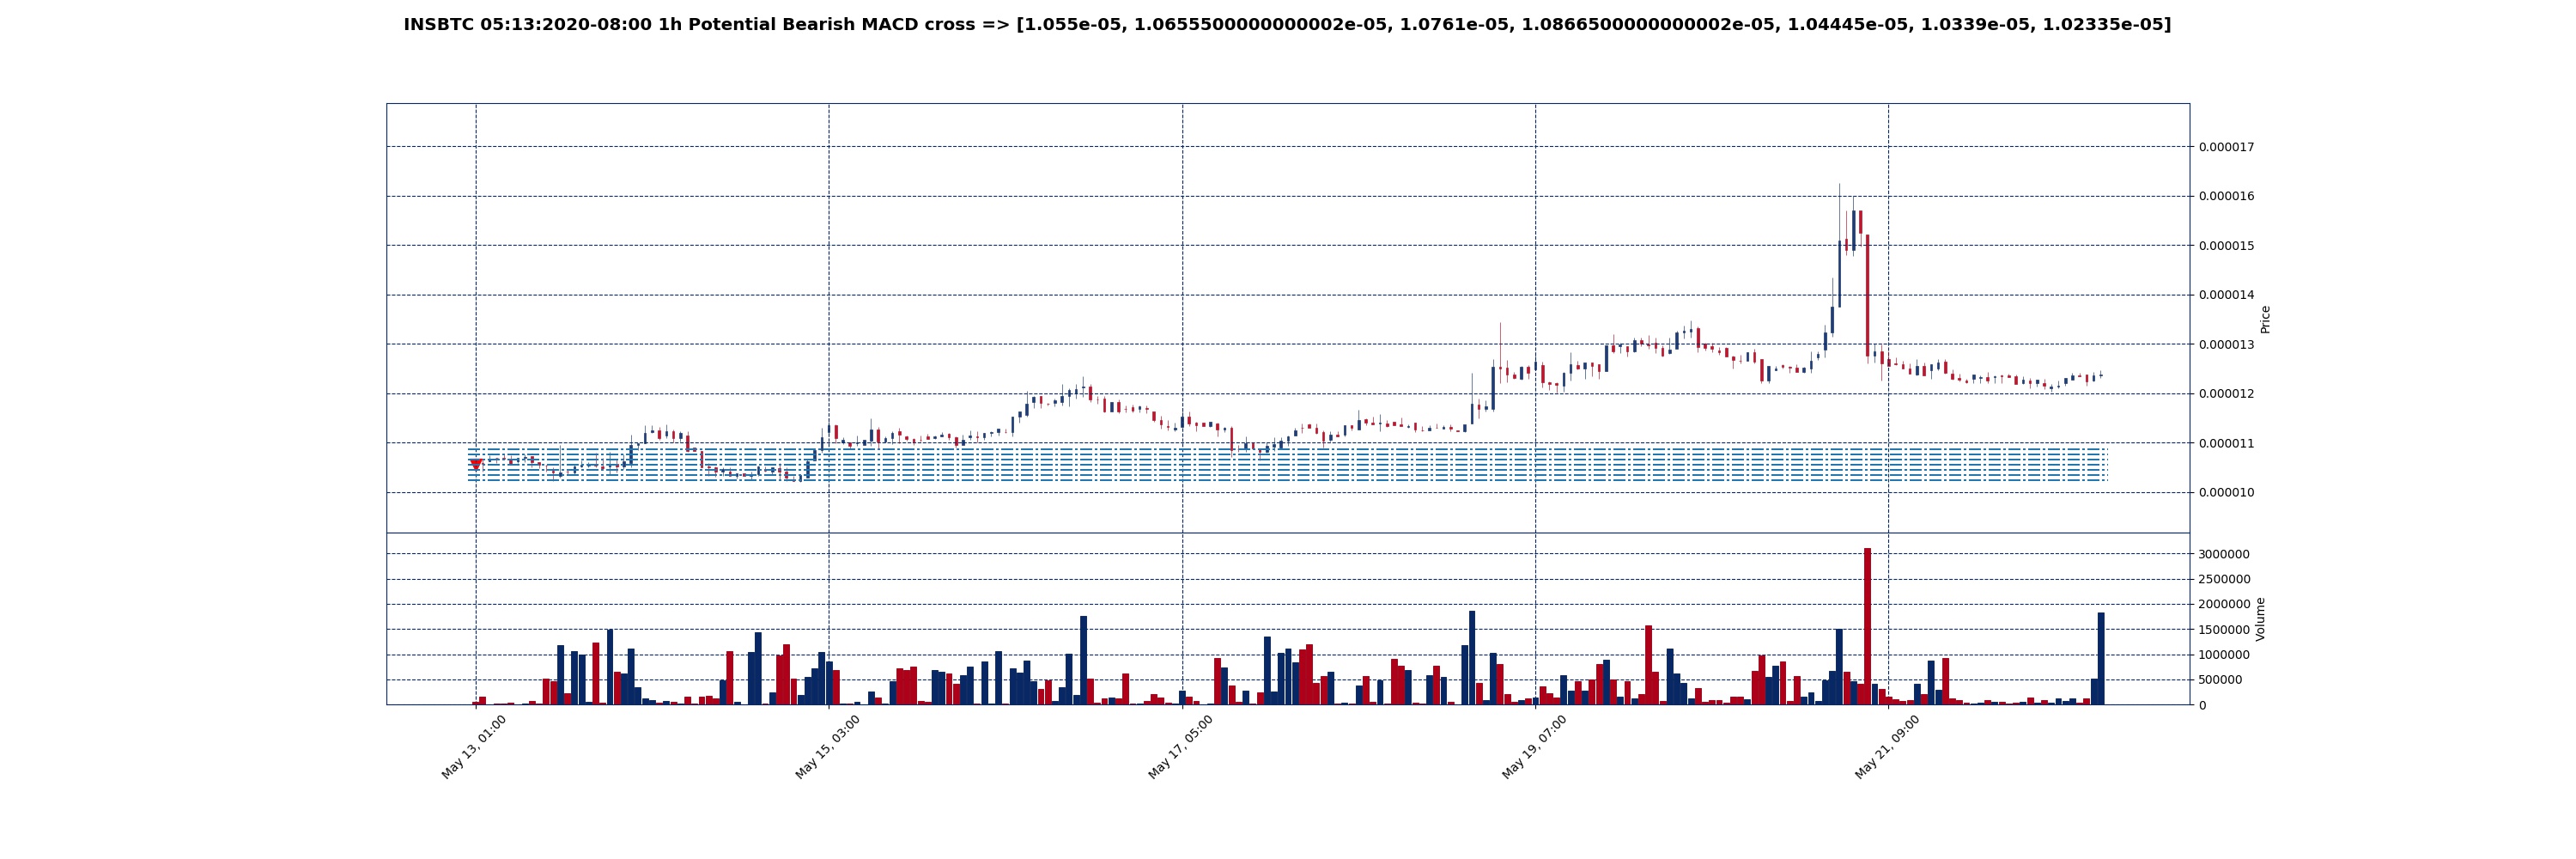 INSBTC 05:13:2020-08:00 1h Potential Bearish MACD cross => [1.055e-05, 1.0655500000000002e-05, 1.0761e-05, 1.0866500000000002e-05, 1.04445e-05, 1.0339e-05, 1.02335e-05]
0.000017
0.000016
0.000015
0.000014
0.000013
0.000012
0.000011
0.000010
Price
3000000
2500000
2000000
1500000
1000000
500000
0
Volume
May 13, 01:00
May 15, 03:00
May 17, 05:00
May 19, 07:00
May 21, 09:00